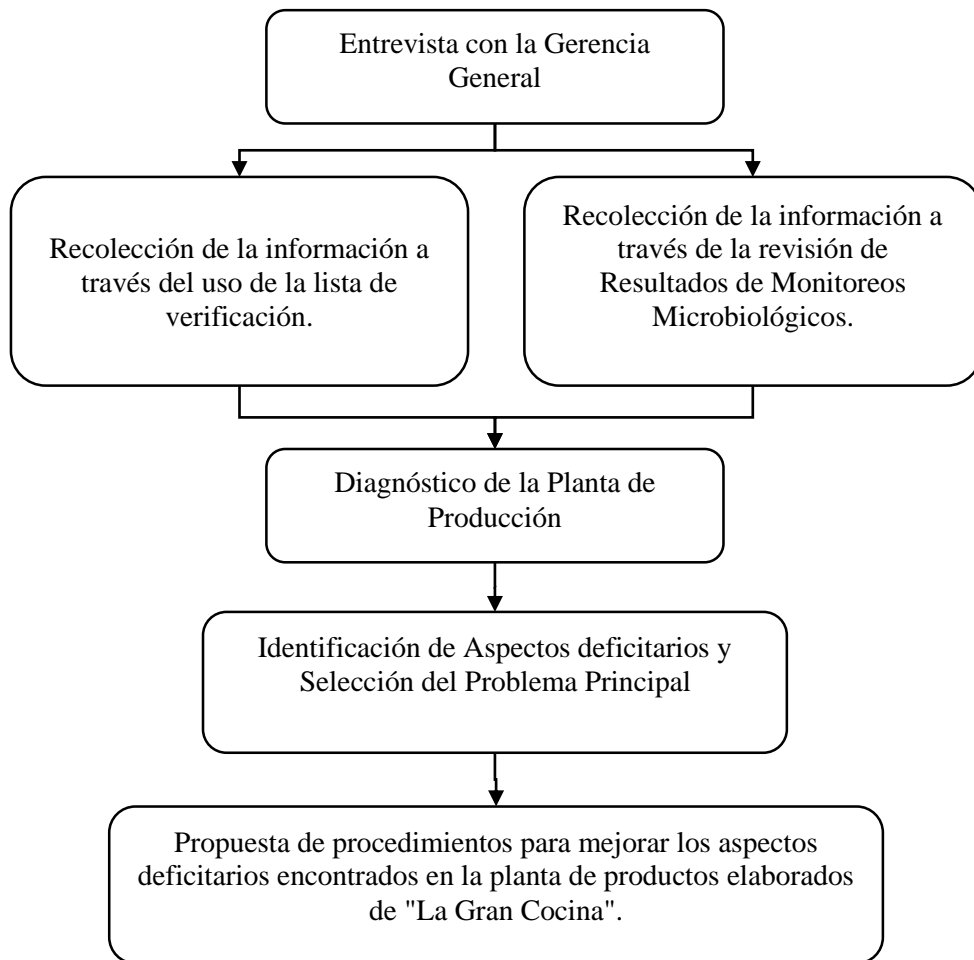 Entrevista con la Gerencia
General
Recolección de la información a
través del uso de la lista de
verificación.
Recolección de la información a
través de la revisión de
Resultados de Monitoreos
Microbiológicos.
Diagnóstico de la Planta de
Producción
Identificación de Aspectos deficitarios y
Selección del Problema Principal
Propuesta de procedimientos para mejorar los aspectos
deficitarios encontrados en la planta de productos elaborados
de "La Gran Cocina".